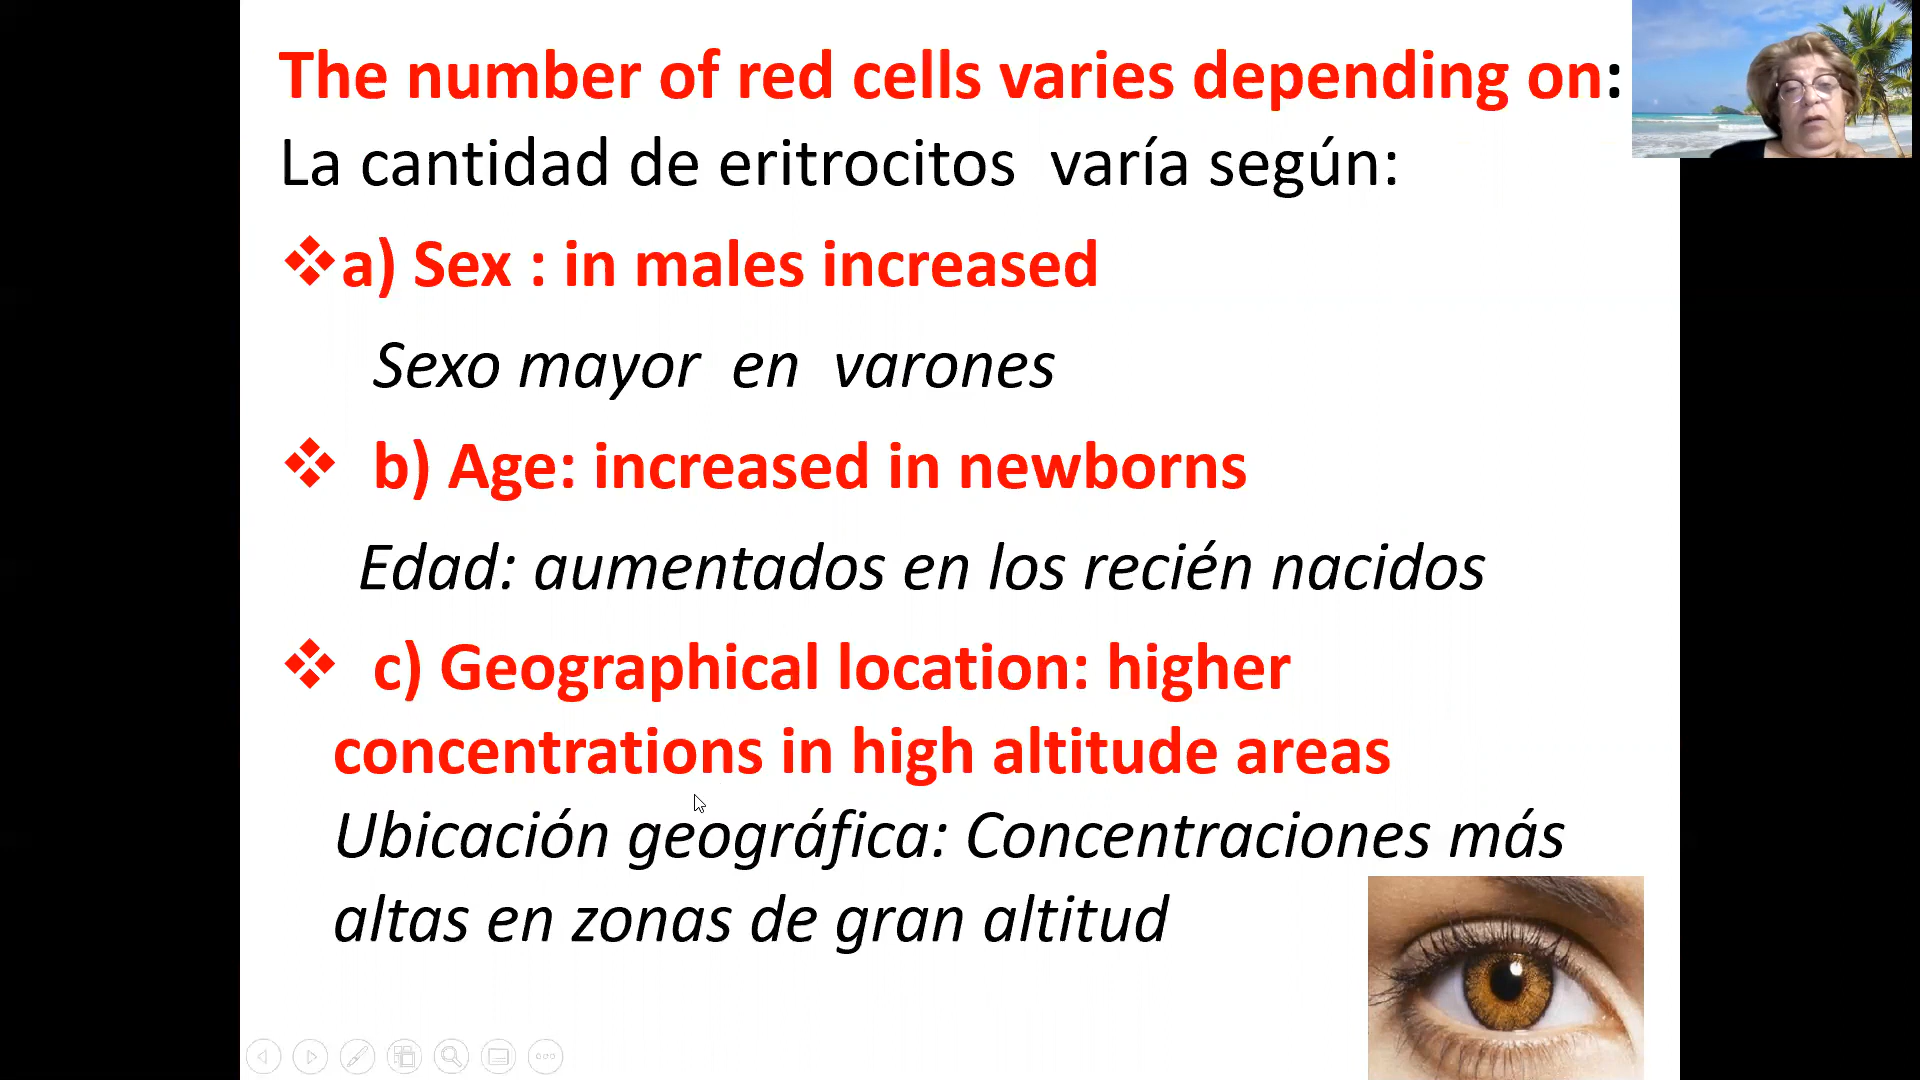 The number of red cells varies depending on:
La cantidad de eritrocitos varía según:
❖a) Sex : in males increased
Sexo mayor en varones
❖ b) Age: increased in newborns
Edad: aumentados en los recién nacidos
❖ c) Geographical location: higher
concentrations in high altitude areas
Ubicación geográfica: Concentraciones más
altas en zonas de gran altitud